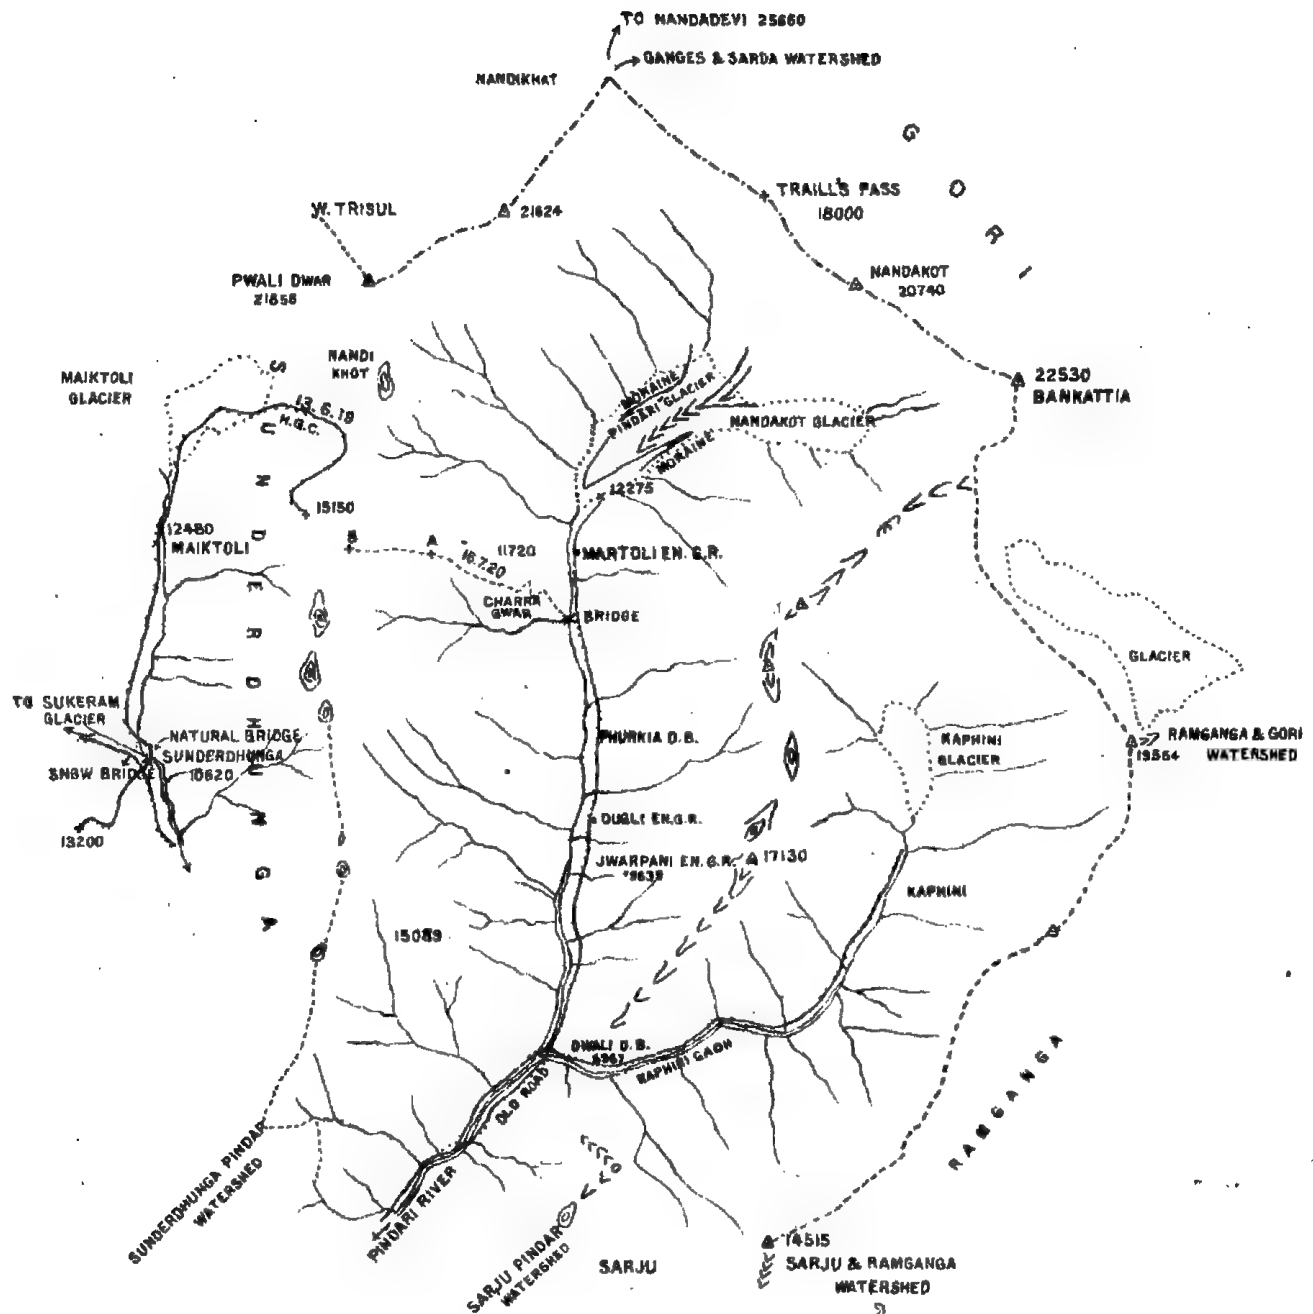 TO NANDADEVI 25660
GANGES & SARDA WATERSHED
NANDIKHAT
GORI
TRAILL'S PASS
18000
W. TRISUL
21624
PWALI DWAR
21856
NANDAKOT
20740
NANDI
KHOT
MAIKTOLI
GLACIER
SUNDERDHUNGA
13.6.19
H.G.C.
22530
BANKATTIA
MORAINE
PINDARI GLACIER
NANDAKOT GLACIER
MORAINE
12275
15150
12480
MAIKTOLI
B
A
16.7.20
11720
MARTOLI EN. G.R.
CHARRA
GWAR
BRIDGE
GLACIER
TO SUKERAM
GLACIER
NATURAL BRIDGE
SUNDERDHUNGA
10620
SNOW BRIDGE
13200
PHURKIA D.B.
KAPHINI
GLACIER
RAMGANGA & GORI
WATERSHED
19564
DUGLI EN.G.R.
JWARPANI EN.G.R.
17130
KAPHINI
15089
DWALI D.B.
KAPHINI GADH
OLD ROAD
RAMGANGA
SUNDERDHUNGA PINDAR
WATERSHED
PINDARI RIVER
SARJU PINDAR
WATERSHED
SARJU
14515
SARJU & RAMGANGA
WATERSHED